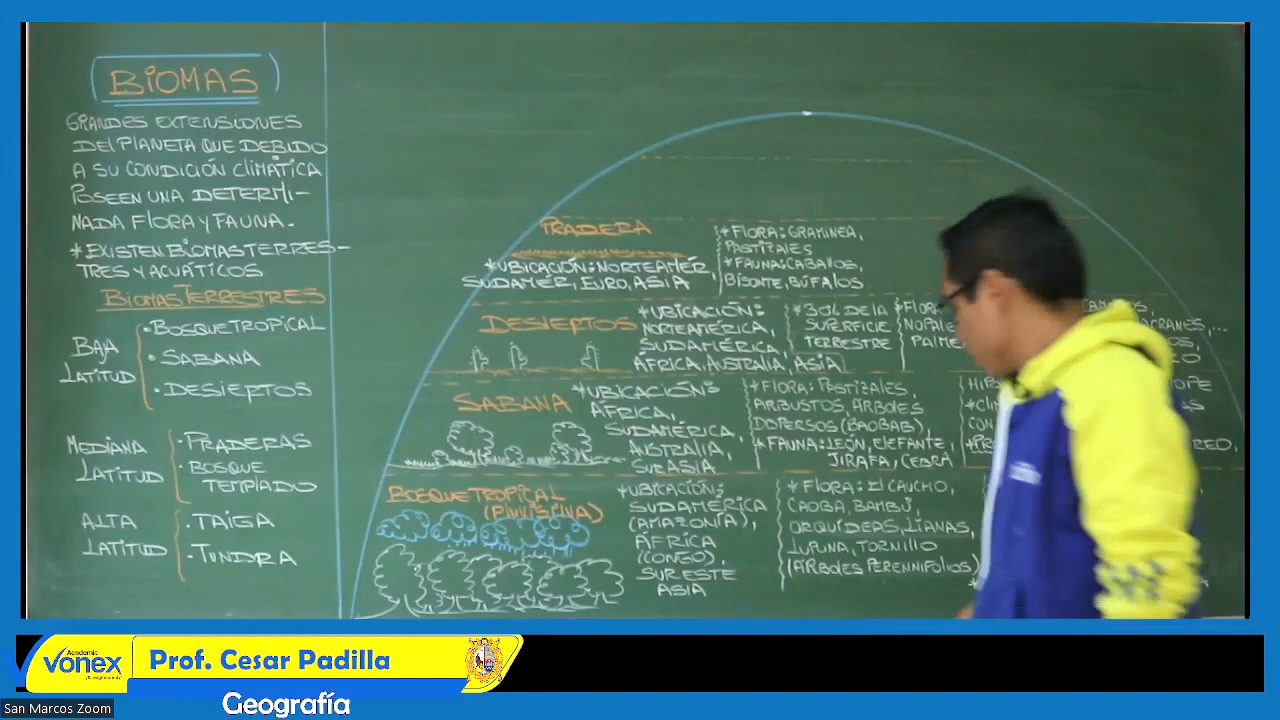 BIOMAS
GRANDES EXTENSIONES
DEL PLANETA QUE DEBIDO
A SU CONDICIÓN CLIMÁTICA
POSEEN UNA DETERMI-
NADA FLORA Y FAUNA.
*EXISTEN BIOMAS TERRES-
TRES Y ACUÁTICOS
BIOMAS TERRESTRES
BAJA
LATITUD
• BOSQUE TROPICAL
• SABANA
• DESIERTOS
MEDIANA
LATITUD
• PRADERAS
• BOSQUE
TEMPLADO
ALTA
LATITUD
• TAIGA
• TUNDRA
PRADERA
*UBICACIÓN: NORTEAMÉR,
SUDAMÉR, EURO, ASIA
*FLORA: GRAMINEA,
PASTIZALES
*FAUNA: CABALLOS,
BISONTE, BÚFALOS
DESIERTOS
*UBICACIÓN:
NORTEAMÉRICA,
SUDAMÉRICA,
ÁFRICA, AUSTRALIA, ASIA
*30% DE LA
SUPERFICIE
TERRESTRE
*FLOR
NOPALE
PALME
SABANA
*UBICACIÓN:
ÁFRICA,
SUDAMÉRICA,
AUSTRALIA,
SUR ASIA
*FLORA: PASTIZALES,
ARBUSTOS, ÁRBOLES
DISPERSOS (BAOBAB),
*FAUNA: LEÓN, ELEFANTE,
JIRAFA, CEBRA
BOSQUE TROPICAL
(PLUVISILVA)
*UBICACIÓN:
SUDAMÉRICA
(AMAZONÍA),
ÁFRICA
(CONGO),
SURESTE
ASIA
*FLORA: EL CAUCHO,
CAOBA, BAMBÚ,
ORQUÍDEAS, LIANAS,
LUPUNA, TORNILLO
(ÁRBOLES PERENNIFOLIOS)
Academia
vonex
Prof. Cesar Padilla
Geografía
San Marcos Zoom